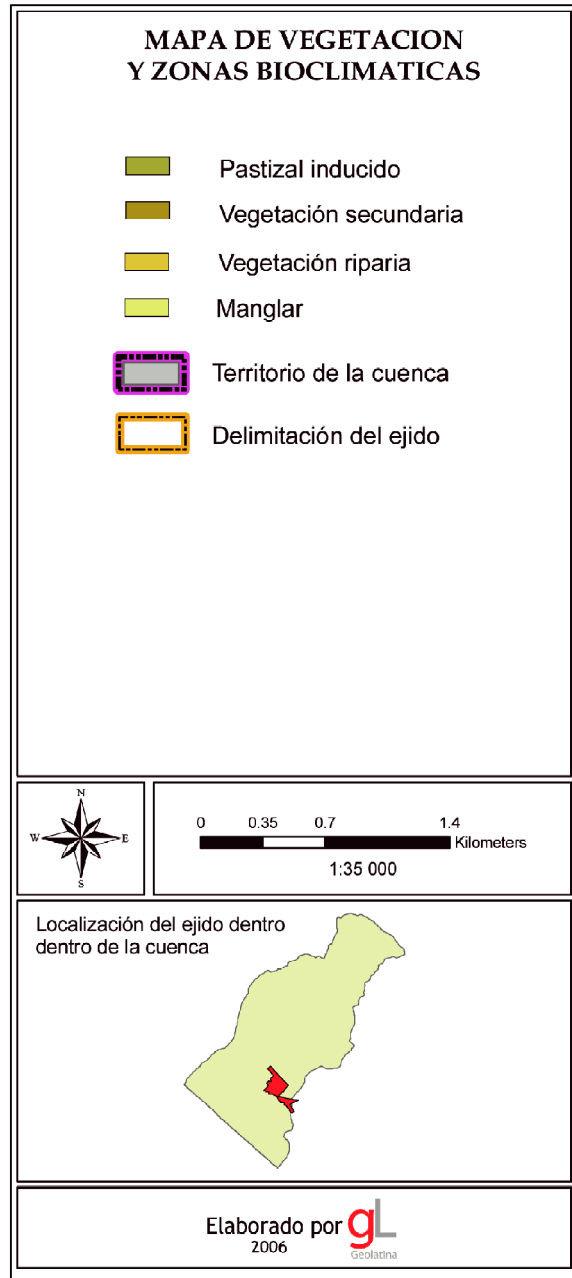 MAPA DE VEGETACION
Y ZONAS BIOCLIMATICAS
Pastizal inducido
Vegetación secundaria
Vegetación riparia
Manglar
Territorio de la cuenca
Delimitación del ejido
N
W E
S
0 0.35 0.7 1.4
Kilometers
1:35 000
Localización del ejido dentro
dentro de la cuenca
Elaborado por gL
2006
Geolatina